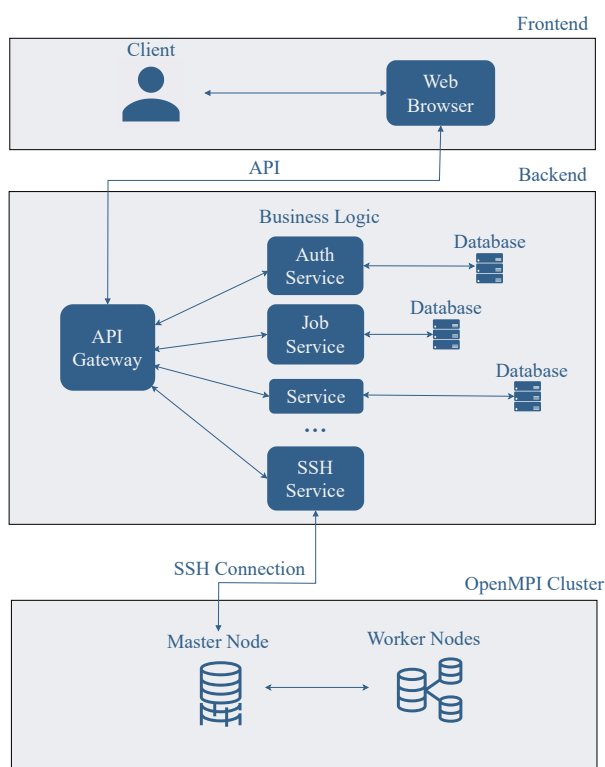 Frontend
Client
Web
Browser
API
Backend
Business Logic
Auth
Service
Database
API
Gateway
Job
Service
Database
Service
Database
...
SSH
Service
SSH Connection
OpenMPI Cluster
Master Node
Worker Nodes